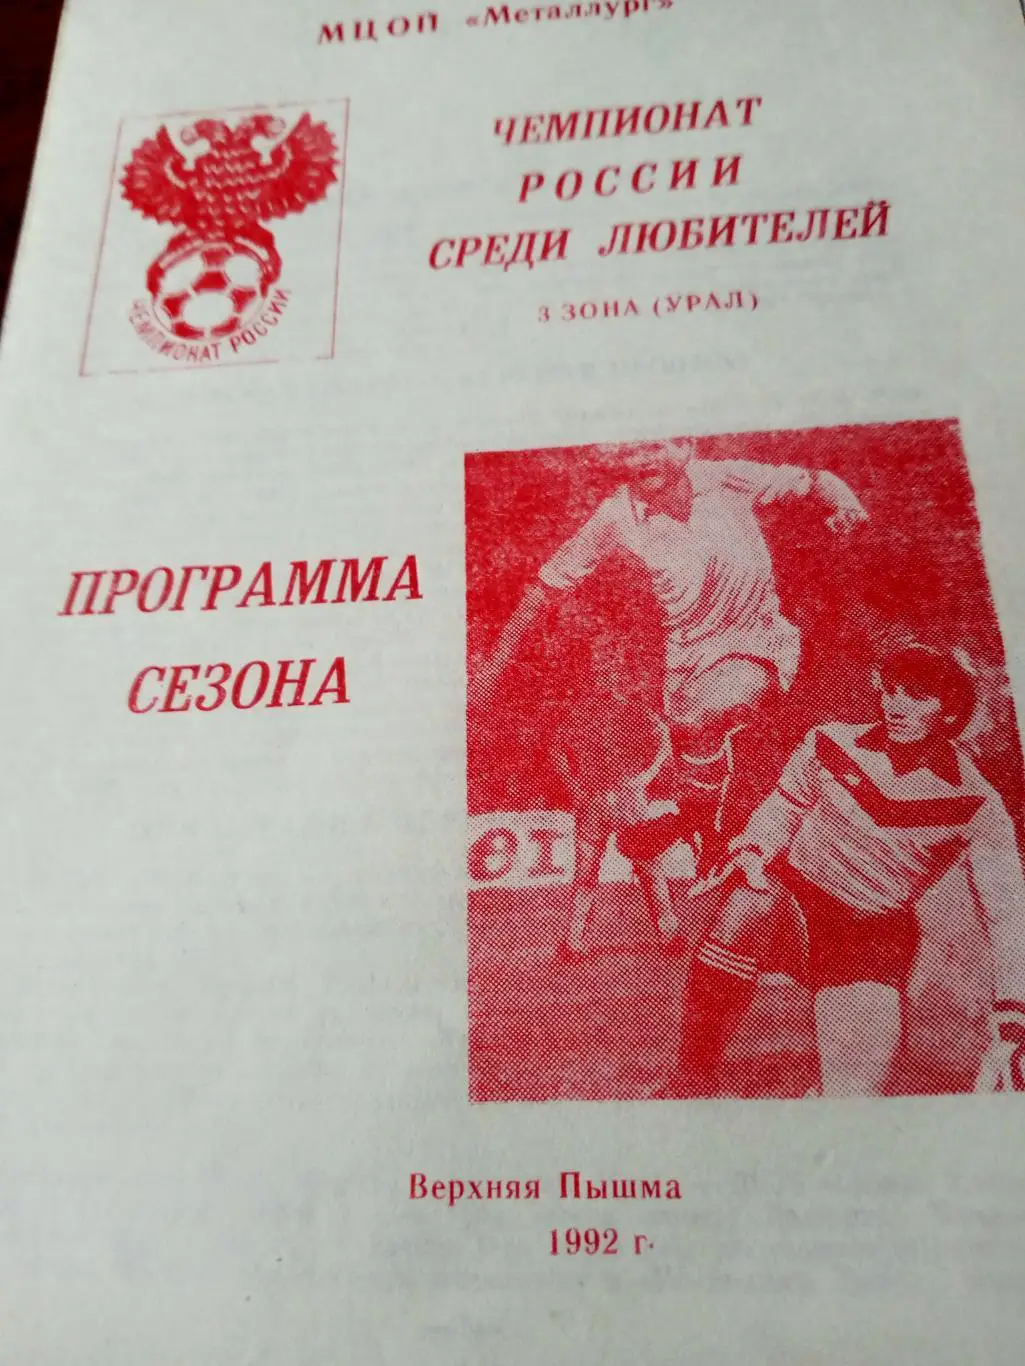 МЦОП «Металлург»
ЧЕМПИОНАТ
РОССИИ
СРЕДИ ЛЮБИТЕЛЕЙ
3 ЗОНА (УРАЛ)
ЧЕМПИОНАТ РОССИИ
ПРОГРАММА
СЕЗОНА
Верхняя Пышма
1992 г.